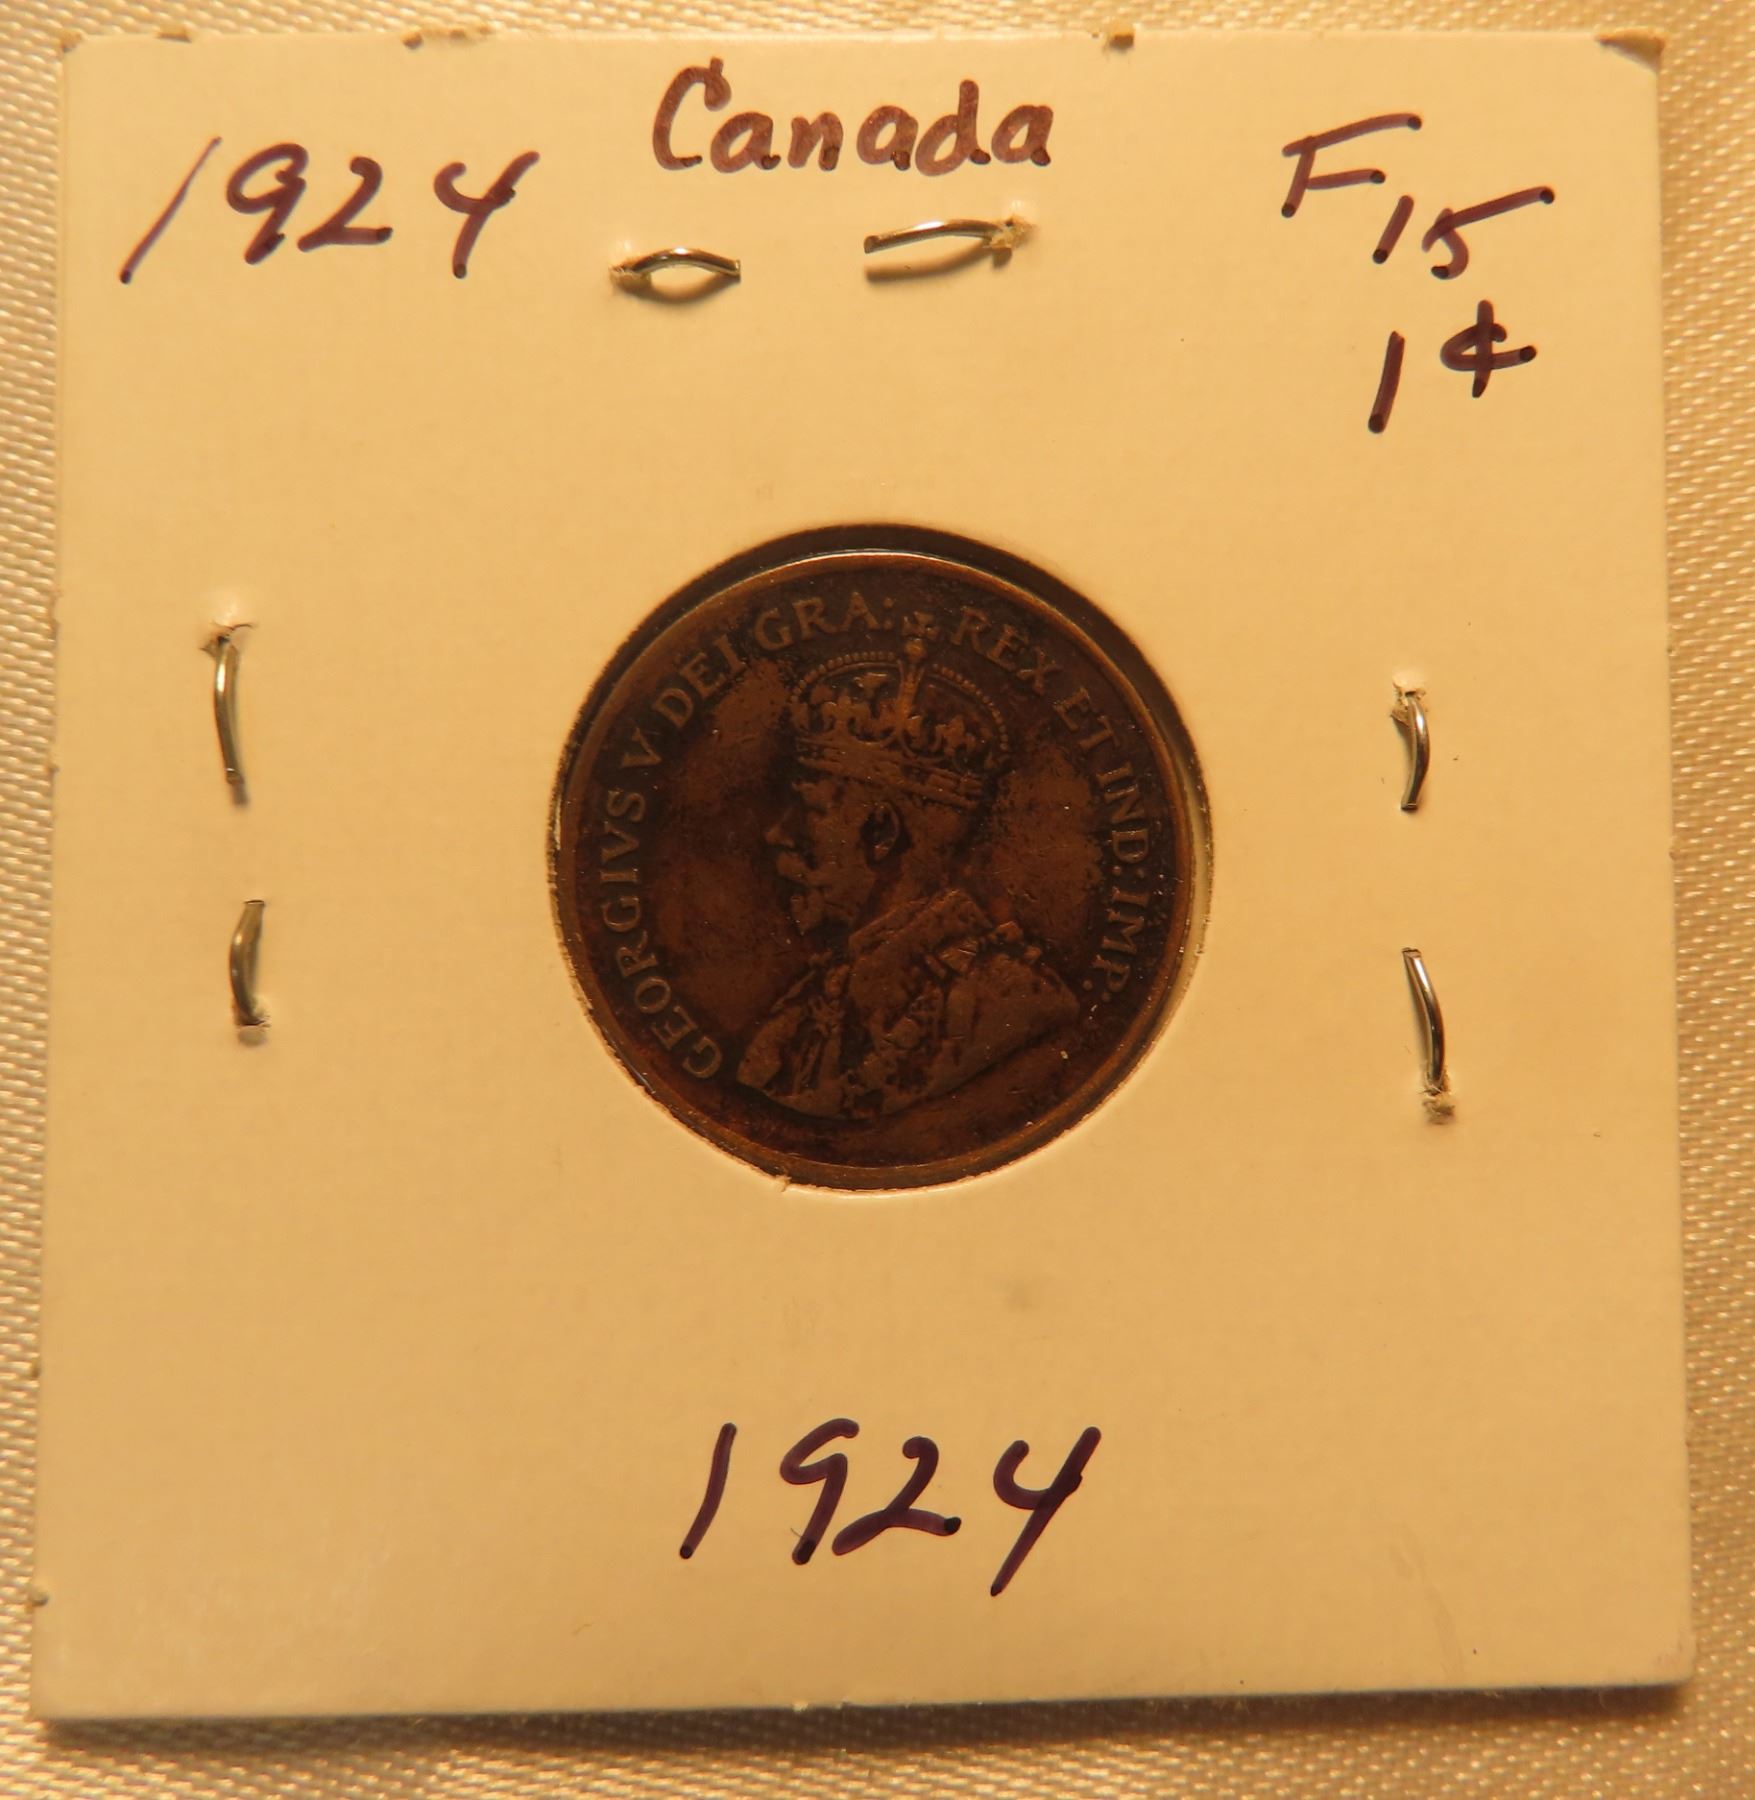 Canada
1924
F15
1¢
GEORGIVS V DEI GRA: REX ET IND: IMP:
1924